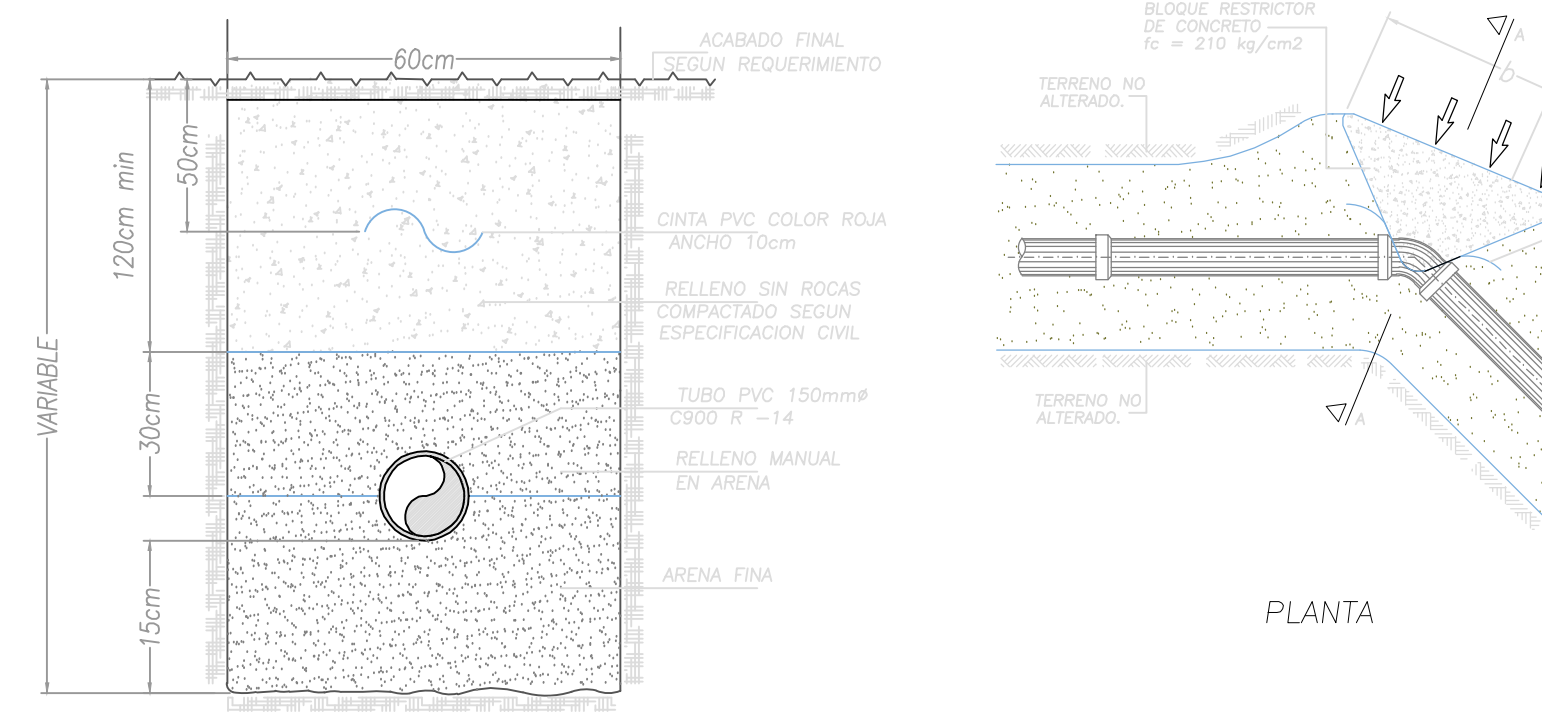 60cm
ACABADO FINAL
SEGUN REQUERIMIENTO
50cm
120cm min
VARIABLE
30cm
15cm
CINTA PVC COLOR ROJA
ANCHO 10cm
RELLENO SIN ROCAS
COMPACTADO SEGUN
ESPECIFICACION CIVIL
TUBO PVC 150mmø
C900 R -14
RELLENO MANUAL
EN ARENA
ARENA FINA
BLOQUE RESTRICTOR
DE CONCRETO
fc = 210 kg/cm2
A
b
TERRENO NO
ALTERADO.
TERRENO NO
ALTERADO.
A
PLANTA